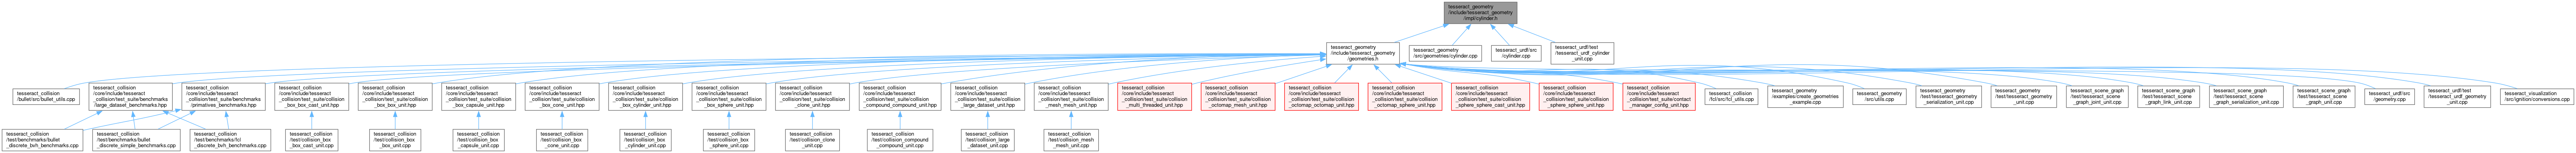 tesseract_geometry
/include/tesseract_geometry
/impl/cylinder.h
tesseract_geometry
/include/tesseract_geometry
/geometries.h
tesseract_geometry
/src/geometries/cylinder.cpp
tesseract_urdf/src
/cylinder.cpp
tesseract_urdf/test
/tesseract_urdf_cylinder
_unit.cpp
tesseract_collision
/bullet/src/bullet_utils.cpp
tesseract_collision
/core/include/tesseract
_collision/test_suite/benchmarks
/large_dataset_benchmarks.hpp
tesseract_collision
/core/include/tesseract
_collision/test_suite/benchmarks
/primatives_benchmarks.hpp
tesseract_collision
/core/include/tesseract
_collision/test_suite/collision
_box_box_cast_unit.hpp
tesseract_collision
/core/include/tesseract
_collision/test_suite/collision
_box_box_unit.hpp
tesseract_collision
/core/include/tesseract
_collision/test_suite/collision
_box_capsule_unit.hpp
tesseract_collision
/core/include/tesseract
_collision/test_suite/collision
_box_cone_unit.hpp
tesseract_collision
/core/include/tesseract
_collision/test_suite/collision
_box_cylinder_unit.hpp
tesseract_collision
/core/include/tesseract
_collision/test_suite/collision
_box_sphere_unit.hpp
tesseract_collision
/core/include/tesseract
_collision/test_suite/collision
_clone_unit.hpp
tesseract_collision
/core/include/tesseract
_collision/test_suite/collision
_compound_compound_unit.hpp
tesseract_collision
/core/include/tesseract
_collision/test_suite/collision
_large_dataset_unit.hpp
tesseract_collision
/core/include/tesseract
_collision/test_suite/collision
_mesh_mesh_unit.hpp
tesseract_collision
/core/include/tesseract
_collision/test_suite/collision
_multi_threaded_unit.hpp
tesseract_collision
/core/include/tesseract
_collision/test_suite/collision
_octomap_mesh_unit.hpp
tesseract_collision
/core/include/tesseract
_collision/test_suite/collision
_octomap_octomap_unit.hpp
tesseract_collision
/core/include/tesseract
_collision/test_suite/collision
_octomap_sphere_unit.hpp
tesseract_collision
/core/include/tesseract
_collision/test_suite/collision
_sphere_sphere_cast_unit.hpp
tesseract_collision
/core/include/tesseract
_collision/test_suite/collision
_sphere_sphere_unit.hpp
tesseract_collision
/core/include/tesseract
_collision/test_suite/contact
_manager_config_unit.hpp
tesseract_collision
/fcl/src/fcl_utils.cpp
tesseract_geometry
/examples/create_geometries
_example.cpp
tesseract_geometry
/src/utils.cpp
tesseract_geometry
/test/tesseract_geometry
_serialization_unit.cpp
tesseract_geometry
/test/tesseract_geometry
_unit.cpp
tesseract_scene_graph
/test/tesseract_scene
_graph_joint_unit.cpp
tesseract_scene_graph
/test/tesseract_scene
_graph_link_unit.cpp
tesseract_scene_graph
/test/tesseract_scene
_graph_serialization_unit.cpp
tesseract_scene_graph
/test/tesseract_scene
_graph_unit.cpp
tesseract_urdf/src
/geometry.cpp
tesseract_urdf/test
/tesseract_urdf_geometry
_unit.cpp
tesseract_visualization
/src/ignition/conversions.cpp
tesseract_collision
/test/benchmarks/bullet
_discrete_bvh_benchmarks.cpp
tesseract_collision
/test/benchmarks/bullet
_discrete_simple_benchmarks.cpp
tesseract_collision
/test/benchmarks/fcl
_discrete_bvh_benchmarks.cpp
tesseract_collision
/test/collision_box
_box_cast_unit.cpp
tesseract_collision
/test/collision_box
_box_unit.cpp
tesseract_collision
/test/collision_box
_capsule_unit.cpp
tesseract_collision
/test/collision_box
_cone_unit.cpp
tesseract_collision
/test/collision_box
_cylinder_unit.cpp
tesseract_collision
/test/collision_box
_sphere_unit.cpp
tesseract_collision
/test/collision_clone
_unit.cpp
tesseract_collision
/test/collision_compound
_compound_unit.cpp
tesseract_collision
/test/collision_large
_dataset_unit.cpp
tesseract_collision
/test/collision_mesh
_mesh_unit.cpp